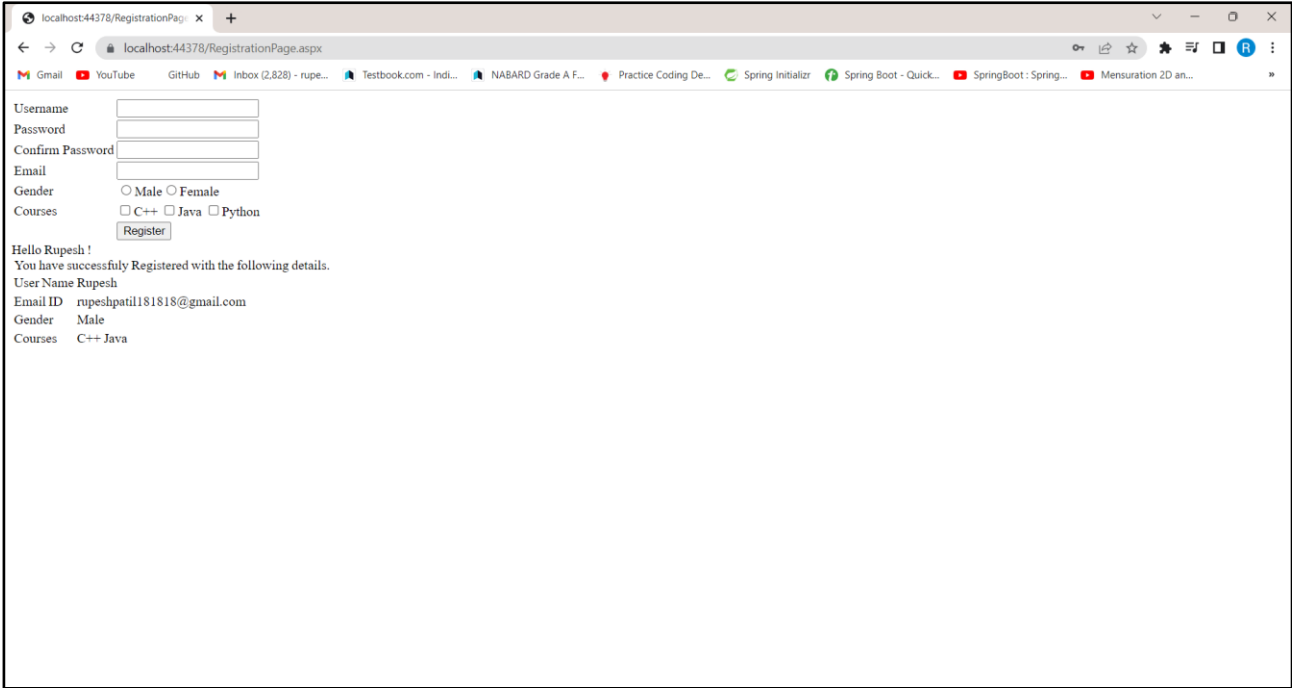 localhost:44378/RegistrationPage
localhost:44378/RegistrationPage.aspx
R
Gmail YouTube GitHub Inbox (2,828) - rupe... Testbook.com - Indi... NABARD Grade A F... Practice Coding De... Spring Initializr Spring Boot - Quick... SpringBoot : Spring... Mensuration 2D an... »
Username
Password
Confirm Password
Email
Gender Male Female
Courses C++ Java Python
Register
Hello Rupesh !
You have successfuly Registered with the following details.
User Name Rupesh
Email ID rupeshpatil181818@gmail.com
Gender Male
Courses C++ Java